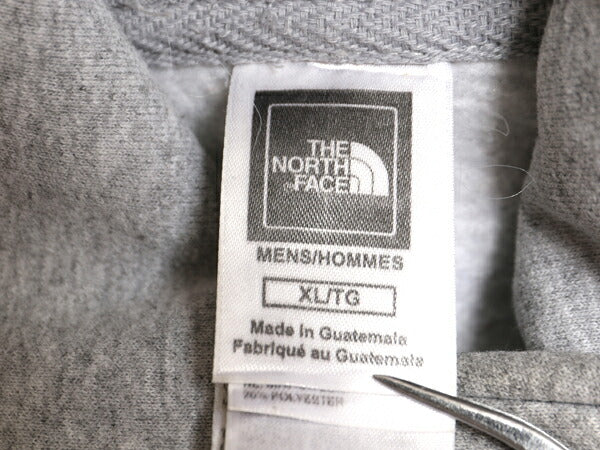 THE
NORTH
FACE
MENS/HOMMES
XL/TG
Made in Guatemala
Fabriqué au Guatemala
POLYESTER